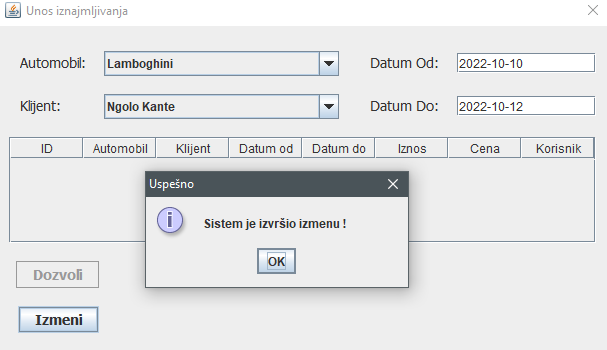 Unos iznajmljivanja
Automobil: Lamboghini Datum Od: 2022-10-10
Klijent: Ngolo Kante Datum Do: 2022-10-12
ID Automobil Klijent Datum od Datum do Iznos Cena Korisnik
Uspešno
Sistem je izvršio izmenu !
OK
Dozvoli
Izmeni